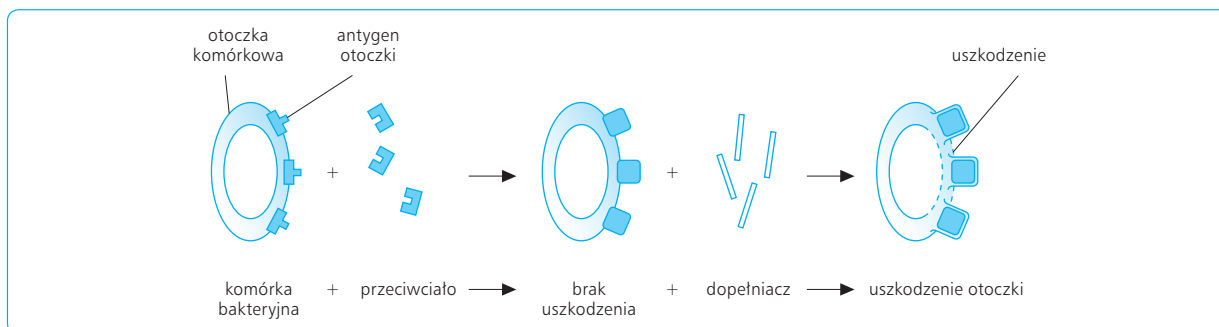 otoczka
komórkowa
antygen
otoczki
uszkodzenie
+
+
komórka
bakteryjna
+
przeciwciało
brak
uszkodzenia
+
dopełniacz
uszkodzenie otoczki